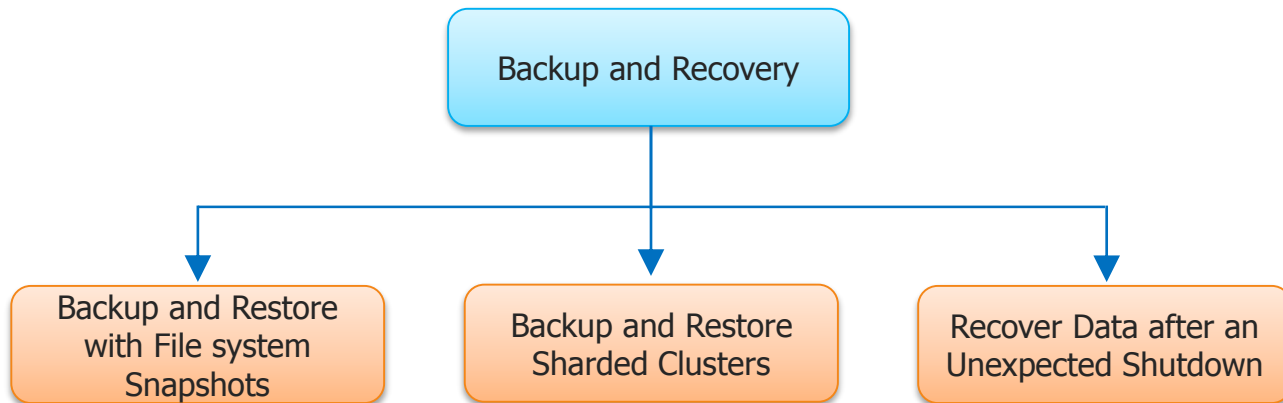 Backup and Recovery
Backup and Restore
with File system
Snapshots
Backup and Restore
Sharded Clusters
Recover Data after an
Unexpected Shutdown